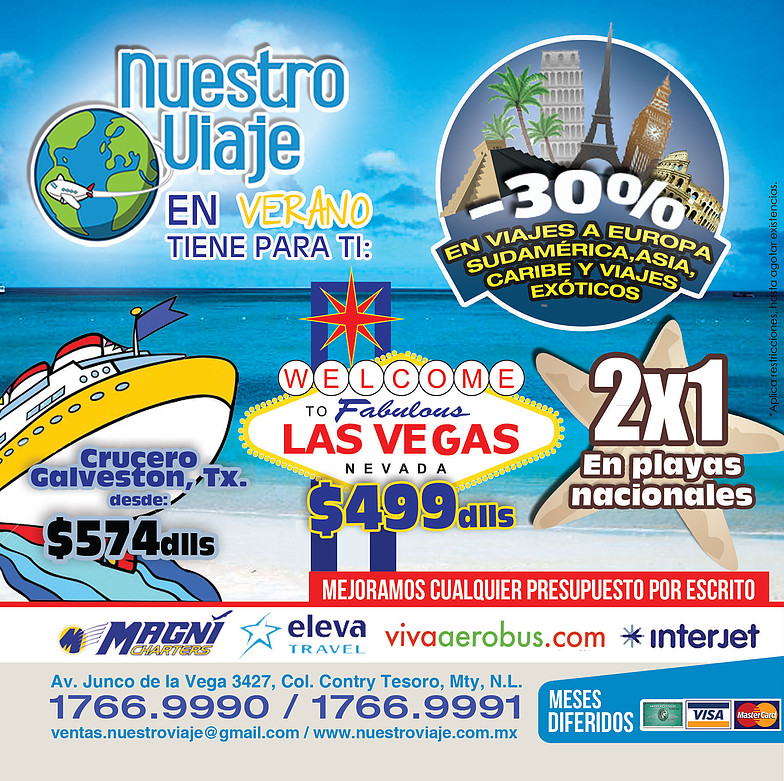 nuestro
Viaje
EN VERANO
TIENE PARA TI:
-30%
EN VIAJES A EUROPA
SUDAMÉRICA,ASIA,
CARIBE Y VIAJES
EXÓTICOS
*Aplica restricciones, hasta agotar existencias.
WELCOME
TO Fabulous
LAS VEGAS
NEVADA
$499dlls
Crucero
Galveston, Tx.
desde:
$574dlls
2x1
En playas
nacionales
MEJORAMOS CUALQUIER PRESUPUESTO POR ESCRITO
MAGNÍ
CHARTERS
eleva
TRAVEL
vivaaerobus.com
interjet
Av. Junco de la Vega 3427, Col. Contry Tesoro, Mty, N.L.
1766.9990 / 1766.9991
ventas.nuestroviaje@gmail.com / www.nuestroviaje.com.mx
MESES
DIFERIDOS
VISA
MasterCard